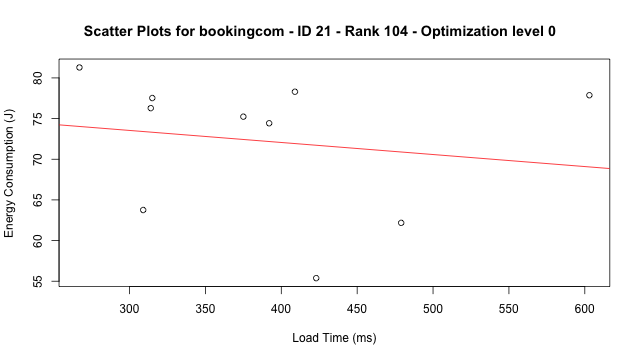 Scatter Plots for bookingcom - ID 21 - Rank 104 - Optimization level 0
Energy Consumption (J)
80
75
70
65
60
55
300 350 400 450 500 550 600
Load Time (ms)